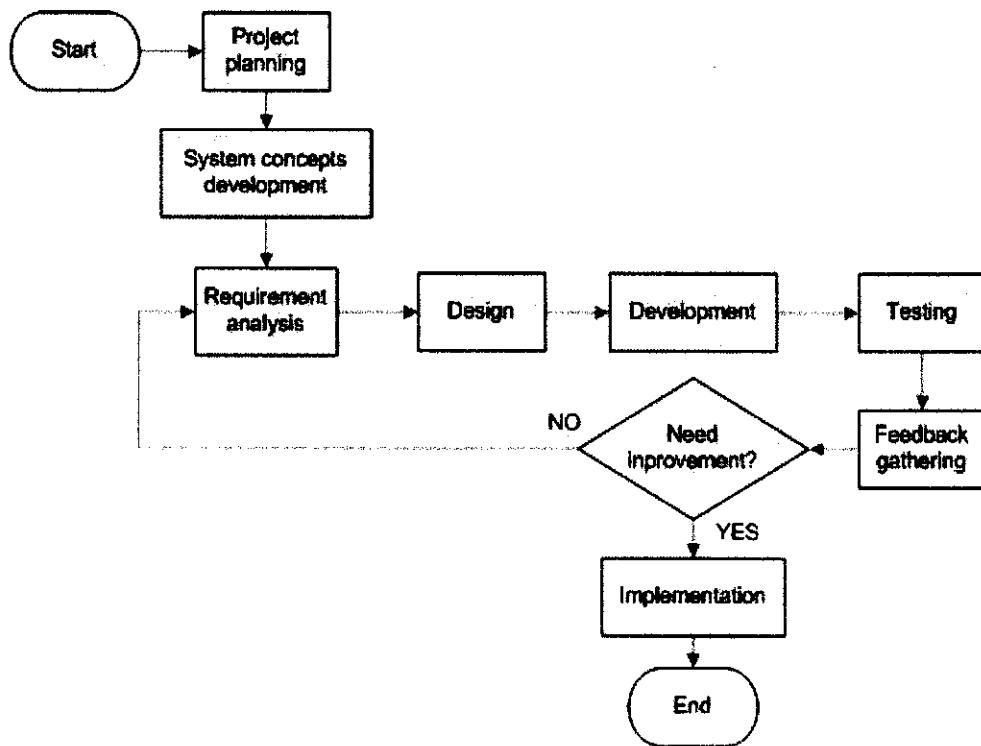 Start
Project
planning
System concepts
development
Requirement
analysis
Design
Development
Testing
NO
Need
inprovement?
Feedback
gathering
YES
Implementation
End